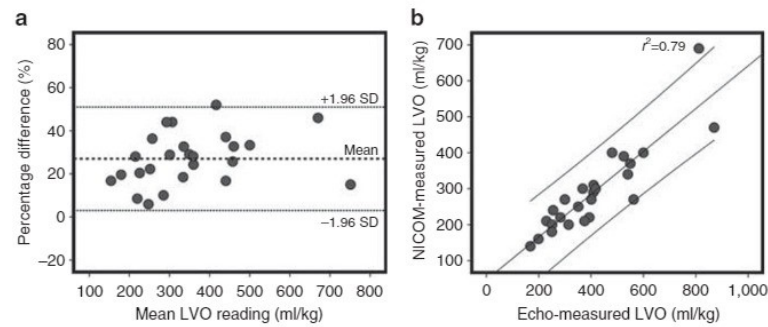 a
80
60
40
20
0
−20
Percentage difference (%)
+1.96 SD
Mean
−1.96 SD
100 200 300 400 500 600 700 800
Mean LVO reading (ml/kg)
b
700
600
500
400
300
200
100
NICOM-measured LVO (ml/kg)
r²=0.79
0 200 400 600 800 1,000
Echo-measured LVO (ml/kg)